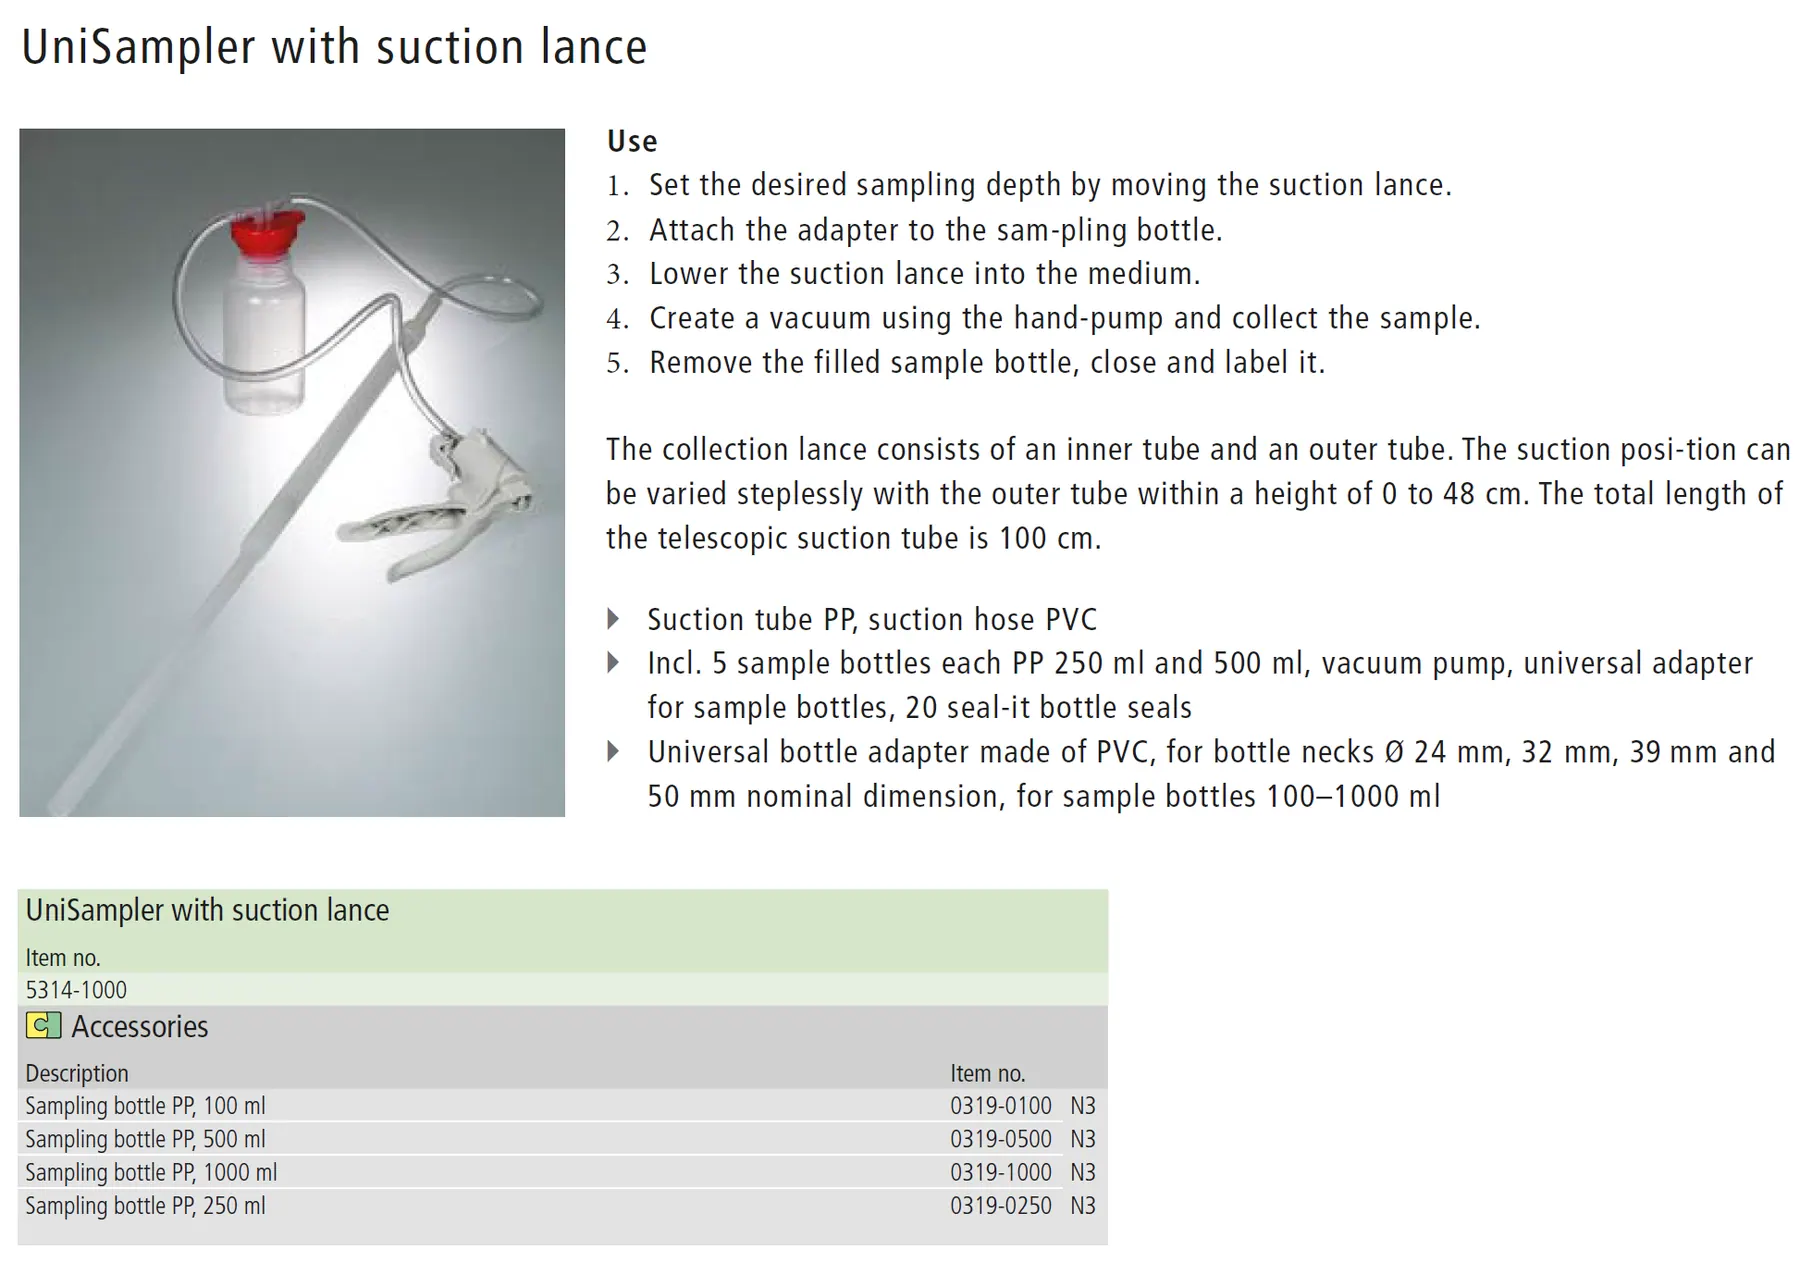 UniSampler with suction lance
Use
1. Set the desired sampling depth by moving the suction lance.
2. Attach the adapter to the sam-pling bottle.
3. Lower the suction lance into the medium.
4. Create a vacuum using the hand-pump and collect the sample.
5. Remove the filled sample bottle, close and label it.
The collection lance consists of an inner tube and an outer tube. The suction posi-tion can
be varied steplessly with the outer tube within a height of 0 to 48 cm. The total length of
the telescopic suction tube is 100 cm.
Suction tube PP, suction hose PVC
Incl. 5 sample bottles each PP 250 ml and 500 ml, vacuum pump, universal adapter
for sample bottles, 20 seal-it bottle seals
Universal bottle adapter made of PVC, for bottle necks Ø 24 mm, 32 mm, 39 mm and
50 mm nominal dimension, for sample bottles 100–1000 ml
UniSampler with suction lance
Item no.
5314-1000
Accessories
Description Item no.
Sampling bottle PP, 100 ml 0319-0100 N3
Sampling bottle PP, 500 ml 0319-0500 N3
Sampling bottle PP, 1000 ml 0319-1000 N3
Sampling bottle PP, 250 ml 0319-0250 N3